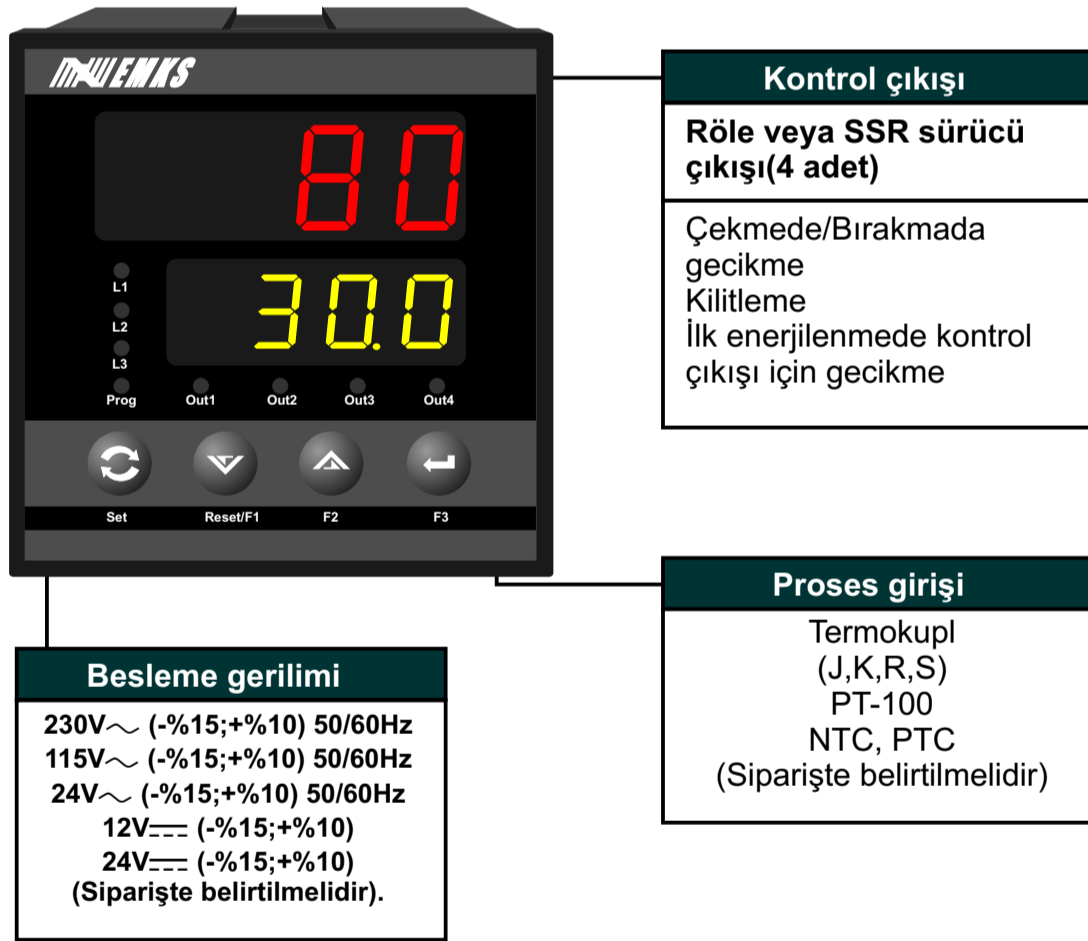 EMKS
80
30.0
L1
L2
L3
Prog Out1 Out2 Out3 Out4
Set Reset/F1 F2 F3
Kontrol çıkışı
Röle veya SSR sürücü
çıkışı(4 adet)
Çekmede/Bırakmada
gecikme
Kilitleme
İlk enerjilenmede kontrol
çıkışı için gecikme
Proses girişi
Termokupl
(J,K,R,S)
PT-100
NTC, PTC
(Siparişte belirtilmelidir)
Besleme gerilimi
230V～ (-%15;+%10) 50/60Hz
115V～ (-%15;+%10) 50/60Hz
24V～ (-%15;+%10) 50/60Hz
12V⎓ (-%15;+%10)
24V⎓ (-%15;+%10)
(Siparişte belirtilmelidir).